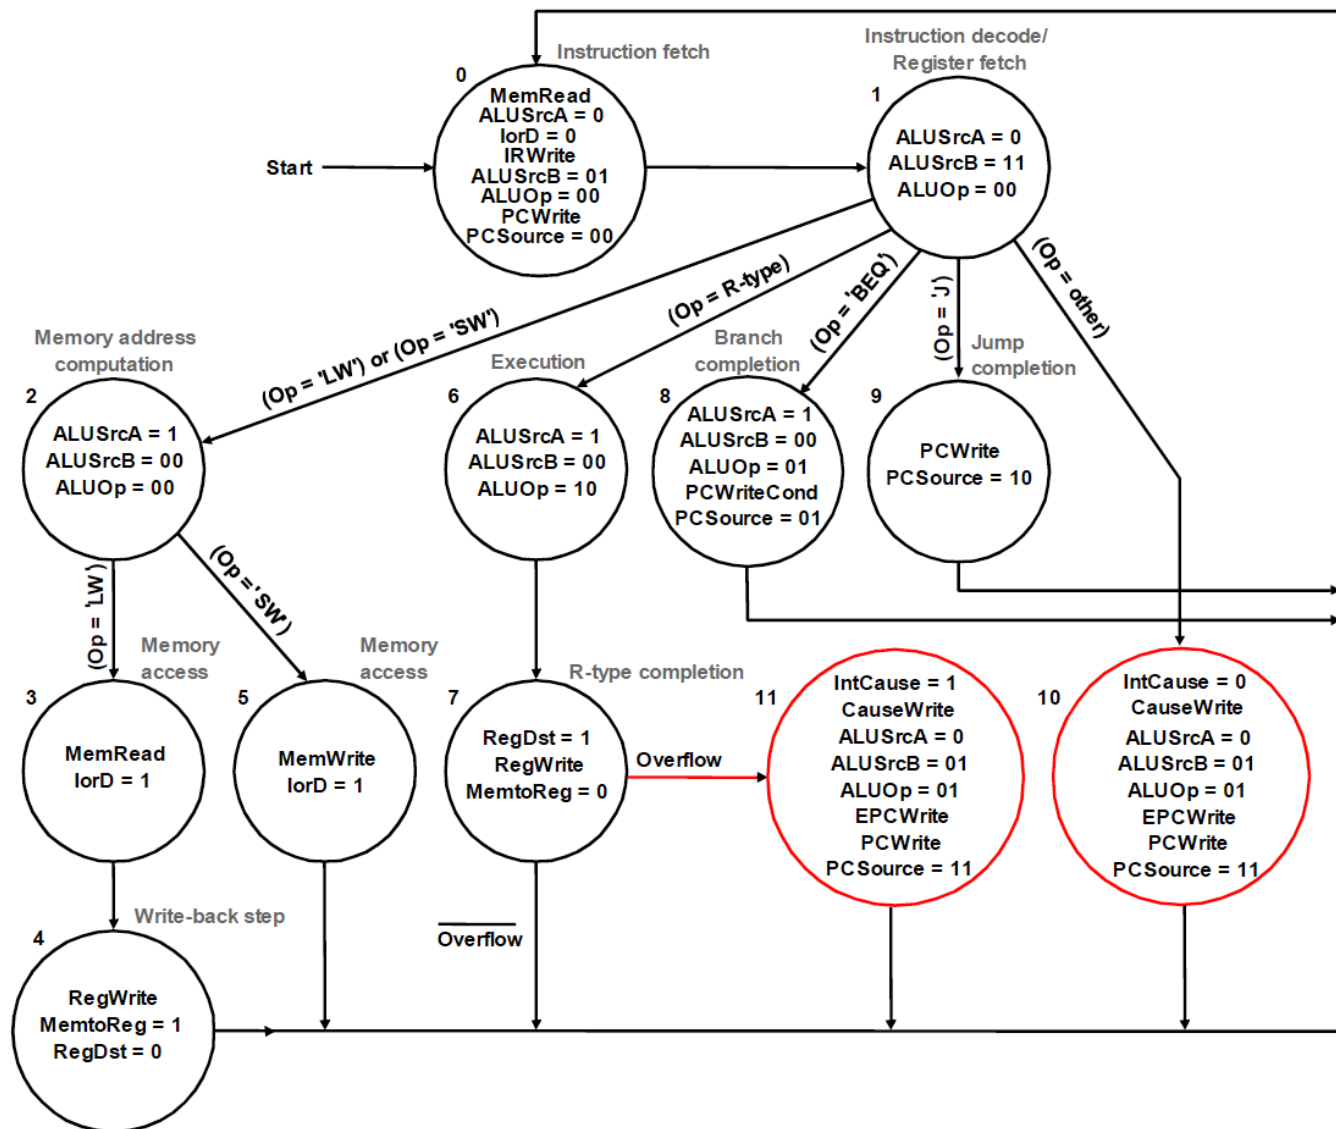 Instruction fetch
0
MemRead
ALUSrcA = 0
IorD = 0
IRWrite
ALUSrcB = 01
ALUOp = 00
PCWrite
PCSource = 00
Start
Instruction decode/
Register fetch
1
ALUSrcA = 0
ALUSrcB = 11
ALUOp = 00
(Op = 'LW') or (Op = 'SW')
(Op = R-type)
(Op = 'BEQ')
(Op = 'J')
(Op = other)
Memory address
computation
2
ALUSrcA = 1
ALUSrcB = 00
ALUOp = 00
Execution
6
ALUSrcA = 1
ALUSrcB = 00
ALUOp = 10
Branch
completion
8
ALUSrcA = 1
ALUSrcB = 00
ALUOp = 01
PCWriteCond
PCSource = 01
Jump
completion
9
PCWrite
PCSource = 10
(Op = 'LW')
(Op ='SW')
Memory
access
3
MemRead
IorD = 1
Memory
access
5
MemWrite
IorD = 1
R-type completion
7
RegDst = 1
RegWrite
MemtoReg = 0
Overflow
11
IntCause = 1
CauseWrite
ALUSrcA = 0
ALUSrcB = 01
ALUOp = 01
EPCWrite
PCWrite
PCSource = 11
10
IntCause = 0
CauseWrite
ALUSrcA = 0
ALUSrcB = 01
ALUOp = 01
EPCWrite
PCWrite
PCSource = 11
Write-back step
4
RegWrite
MemtoReg = 1
RegDst = 0
Overflow